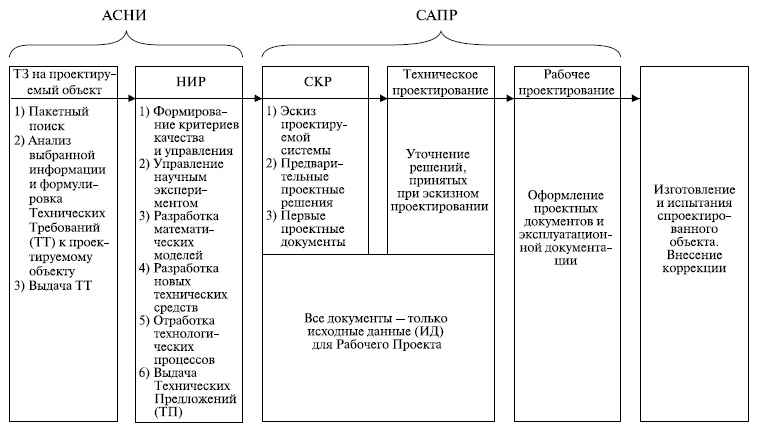 АСНИ
САПР
ТЗ на проектиру-
емый объект
1) Пакетный
поиск
2) Анализ
выбранной
информации
и формули-
ровка
Технических
Требований
(ТТ) к проек-
тируемому
объекту
3) Выдача ТТ
НИР
1) Формирова-
ние критериев
качества
и управления
2) Управление
научным
экспери-
ментом
3) Разработка
математи-
ческих
моделей
4) Разработка
новых
технических
средств
5) Отработка
технологи-
ческих
процессов
6) Выдача
Технических
Предложений
(ТП)
СКР
1) Эскиз
проектиру-
емой
системы
2) Предвари-
тельные
проектные
решения
3) Первые
проектные
документы
Техническое
проектирование
Уточнение
решений,
принятых
при эскизном
проектировании
Все документы — только
исходные данные (ИД)
для Рабочего Проекта
Рабочее
проектирование
Оформление
проектных
документов и
эксплуатацион-
ной документа-
ции
Изготовление
и испытания
спроектиро-
ванного
объекта.
Внесение
коррекции